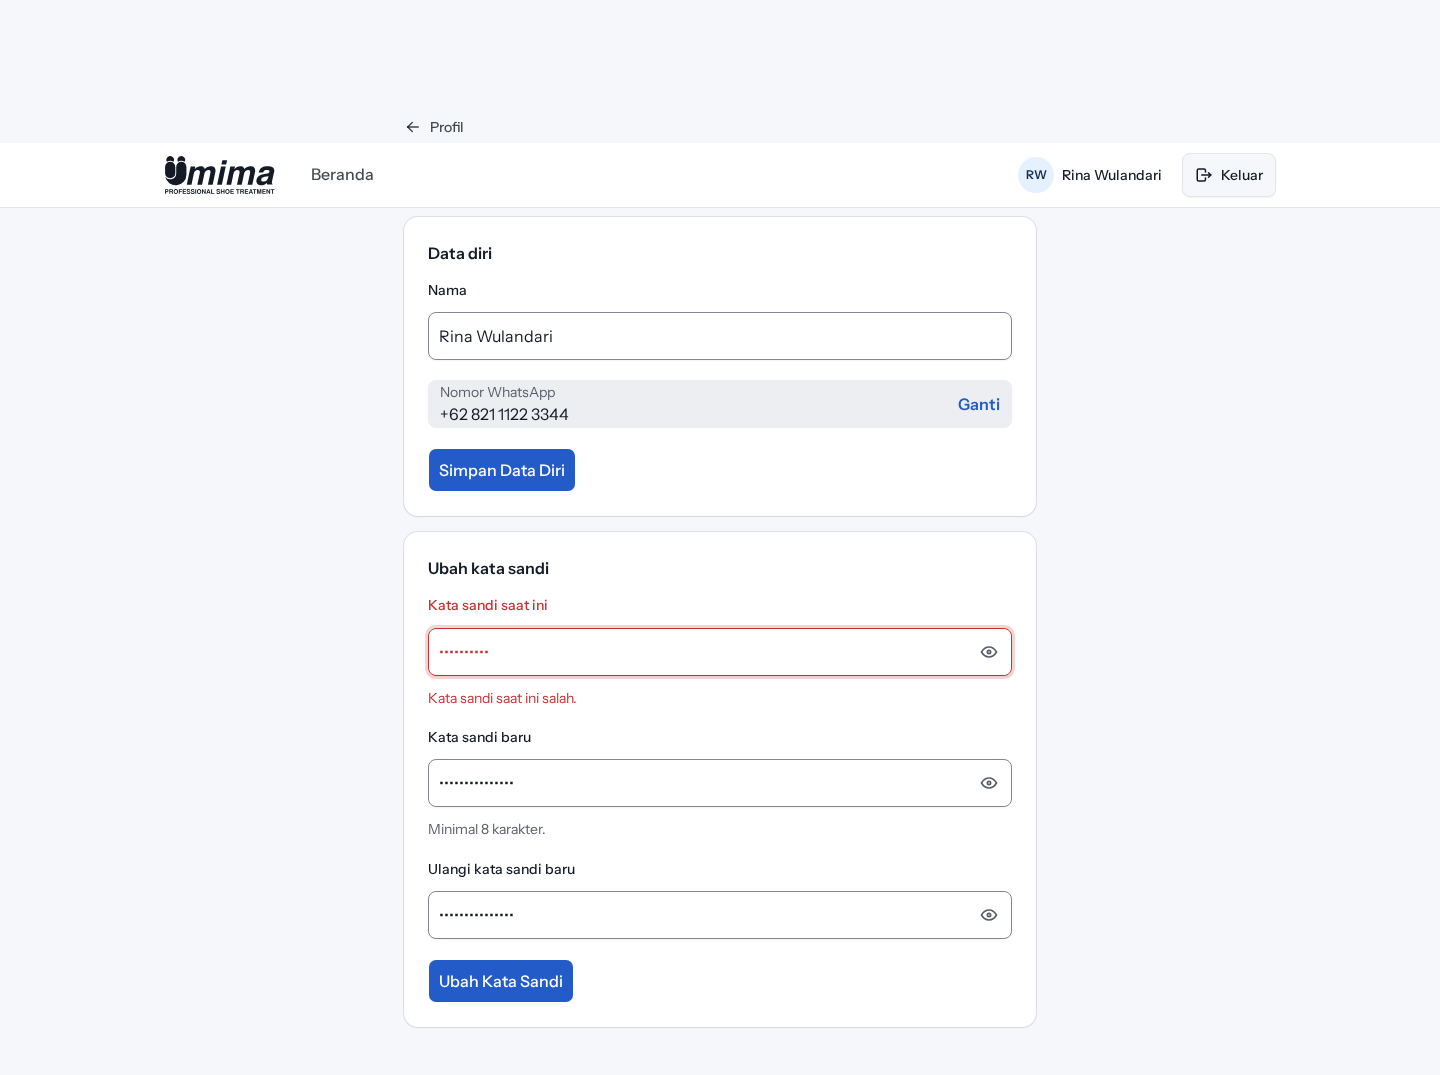 Profil
Ümima
PROFESSIONAL SHOE TREATMENT
Beranda
RW
Rina Wulandari
Keluar
Data diri
Nama
Rina Wulandari
Nomor WhatsApp
+62 821 1122 3344
Ganti
Simpan Data Diri
Ubah kata sandi
Kata sandi saat ini
••••••••••
Kata sandi saat ini salah.
Kata sandi baru
•••••••••••••••
Minimal 8 karakter.
Ulangi kata sandi baru
•••••••••••••••
Ubah Kata Sandi